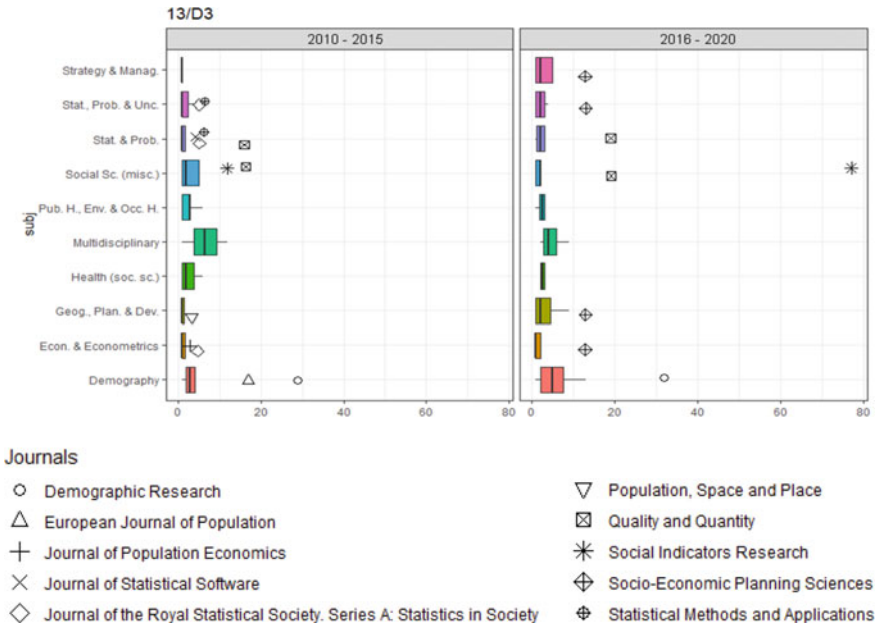 13/D3
2010 - 2015 2016 - 2020
subj
Strategy & Manag.
Stat., Prob. & Unc.
Stat. & Prob.
Social Sc. (misc.)
Pub. H., Env. & Occ. H.
Multidisciplinary
Health (soc. sc.)
Geog., Plan. & Dev.
Econ. & Econometrics
Demography
0 20 40 60 80 0 20 40 60 80
Journals
Demographic Research
European Journal of Population
Journal of Population Economics
Journal of Statistical Software
Journal of the Royal Statistical Society. Series A: Statistics in Society
Population, Space and Place
Quality and Quantity
Social Indicators Research
Socio-Economic Planning Sciences
Statistical Methods and Applications